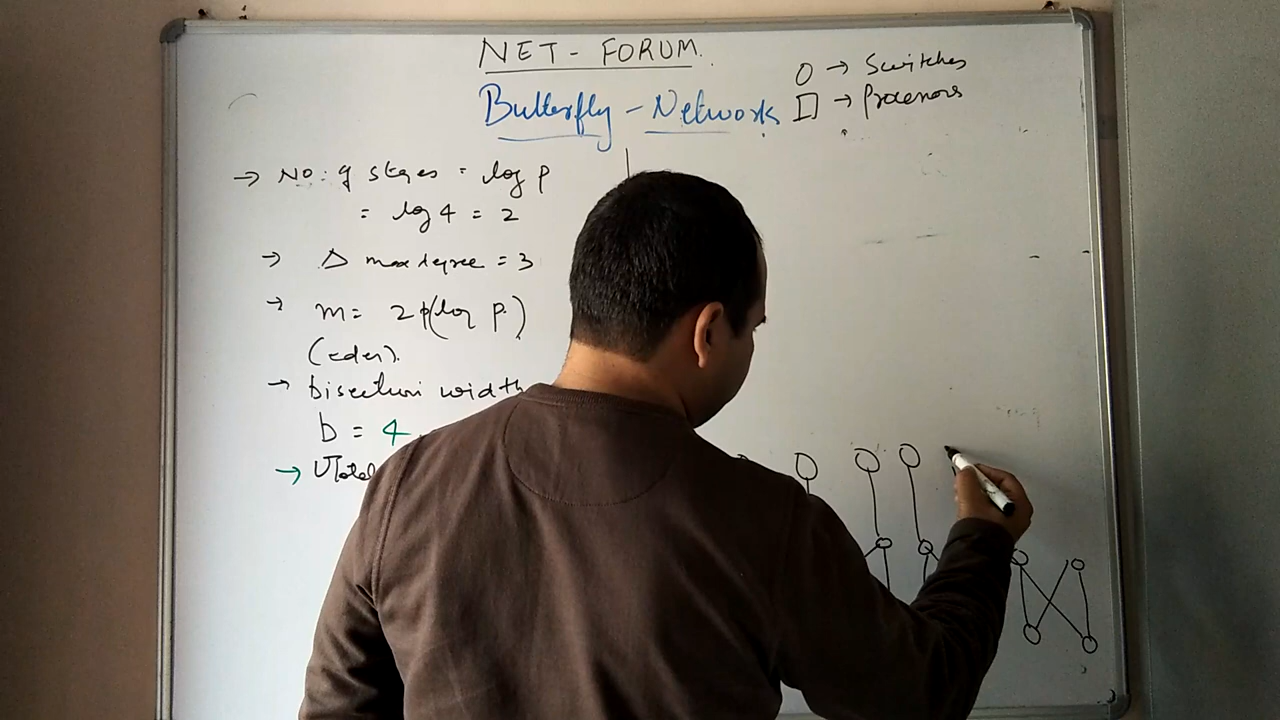 NET - FORUM.
Butterfly - Network
O → Switches
□ → Processors
→ No: of stages = log p
= log 4 = 2
→ Δ max degree = 3
→ m = 2p(log p)
(edges).
→ bisection width
b = 4
→ Total